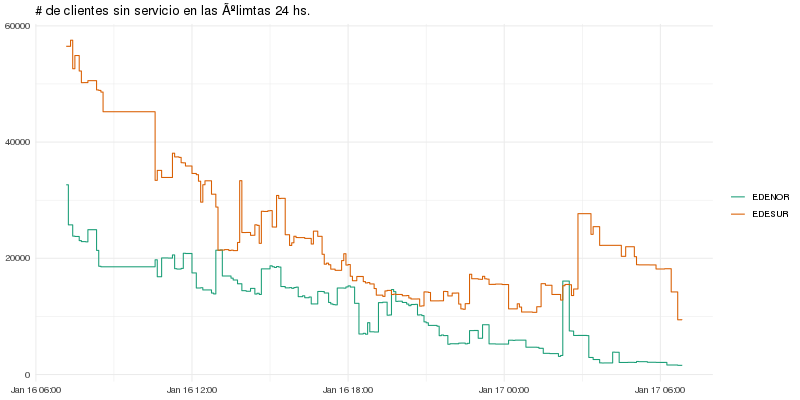 # de clientes sin servicio en las Ãºlimtas 24 hs.
60000
40000
20000
0
Jan 16 06:00 Jan 16 12:00 Jan 16 18:00 Jan 17 00:00 Jan 17 06:00
EDENOR
EDESUR